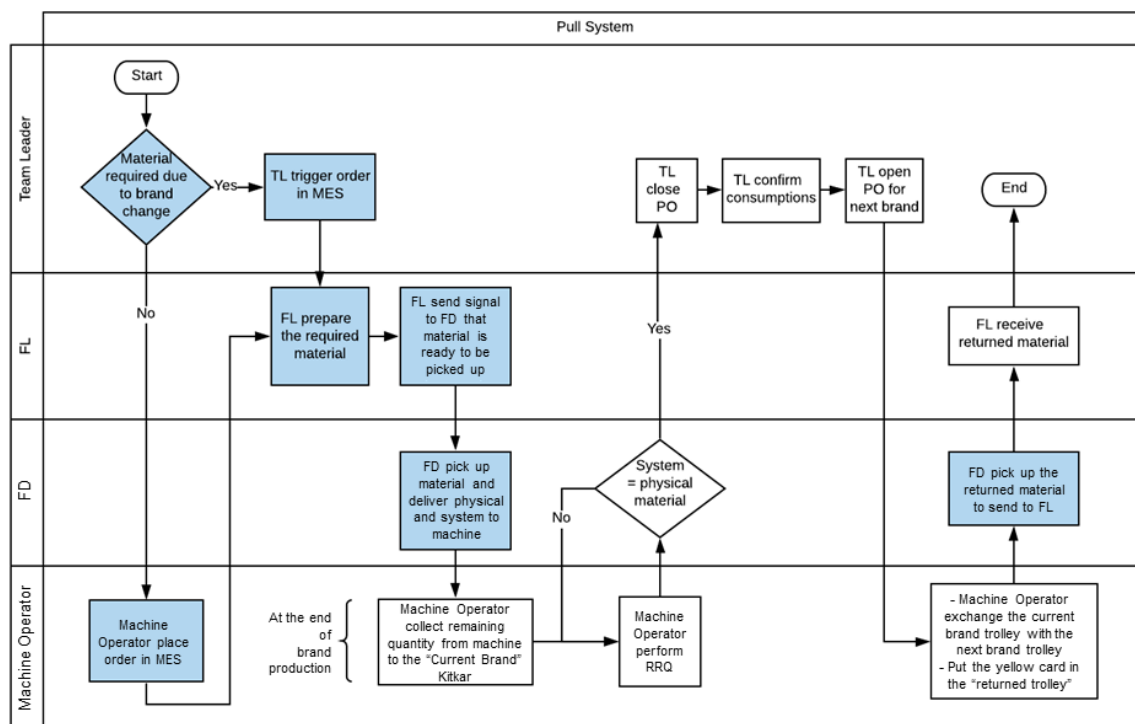 Pull System
Team Leader
Start
Material
required due
to brand
change
Yes
TL trigger order
in MES
No
TL
close
PO
TL confirm
consumptions
TL open
PO for
next brand
End
FL
FL prepare
the required
material
FL send signal
to FD that
material is
ready to be
picked up
Yes
FL receive
returned material
FD
FD pick up
material and
deliver physical
and system to
machine
No
System
= physical
material
FD pick up the
returned material
to send to FL
Machine Operator
Machine
Operator place
order in MES
At the end
of
brand
production
Machine Operator
collect remaining
quantity from machine
to the “Current Brand”
Kitkar
Machine
Operator
perform
RRQ
- Machine Operator
exchange the current
brand trolley with the
next brand trolley
- Put the yellow card in
the “returned trolley”